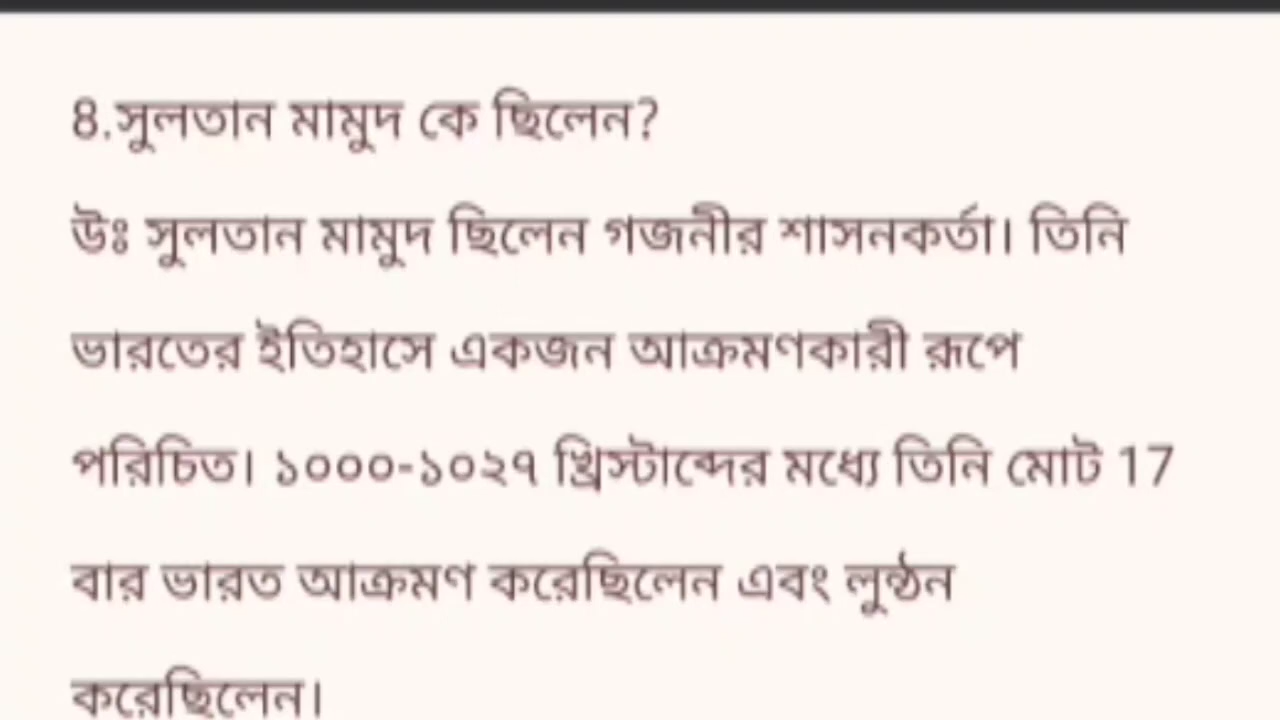 8.সুলতান মামুদ কে ছিলেন?
উঃ সুলতান মামুদ ছিলেন গজনীর শাসনকর্তা। তিনি
ভারতের ইতিহাসে একজন আক্রমণকারী রূপে
পরিচিত। ১০০০-১০২৭ খ্রিস্টাব্দের মধ্যে তিনি মোট 17
বার ভারত আক্রমণ করেছিলেন এবং লুন্ঠন
করেছিলেন।